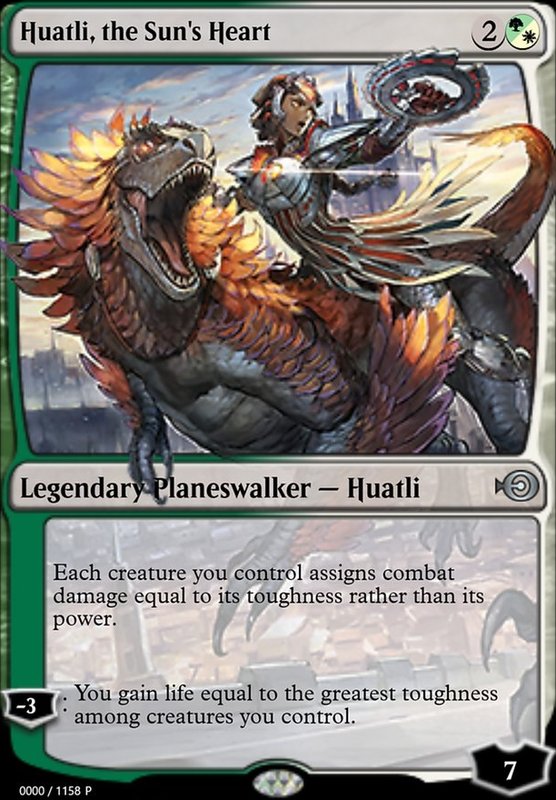 Huatli, the Sun's Heart 2
Legendary Planeswalker — Huatli
Each creature you control assigns combat
damage equal to its toughness rather than its
power.
-3 : You gain life equal to the greatest toughness
among creatures you control.
7
0000 / 1158 P